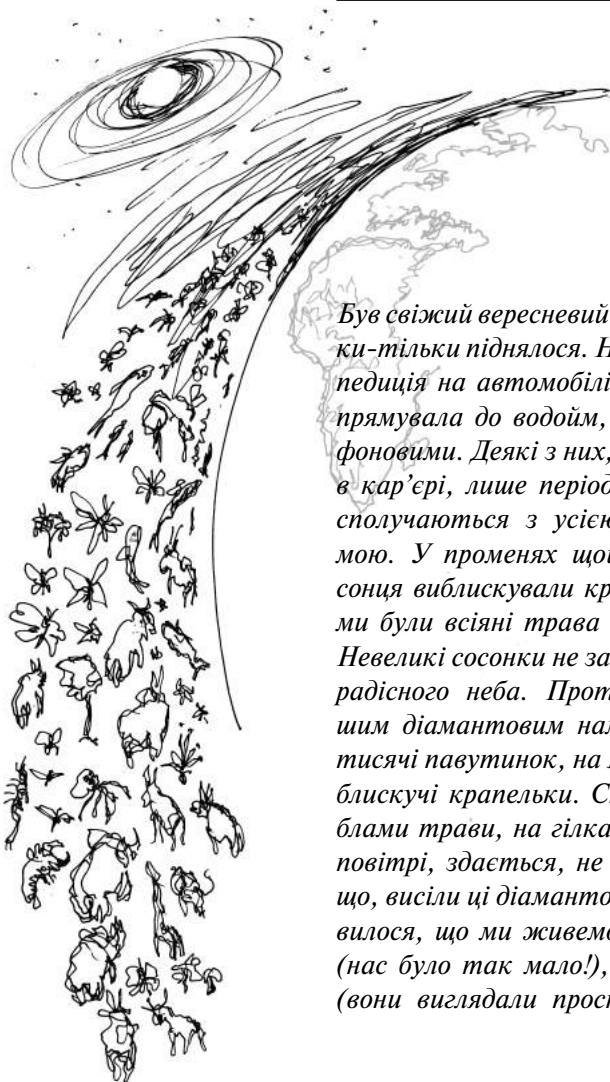 Був свіжий вересневий
ки-тільки піднялося. Н
педиція на автомобілі
прямувала до водойм,
фоновими. Деякі з них,
в кар’єрі, лише період
сполучаються з усією
мою. У променях щой
сонця виблискували кр
ми були всіяні трава
Невеликі сосонки не за
радісного неба. Прот
шим діамантовим нам
тисячі павутинок, на
блискучі крапельки. С
блами трави, на гілка
повітрі, здається, не
що, висіли ці діаманто
вилося, що ми живемо
(нас було так мало!),
(вони виглядали прос